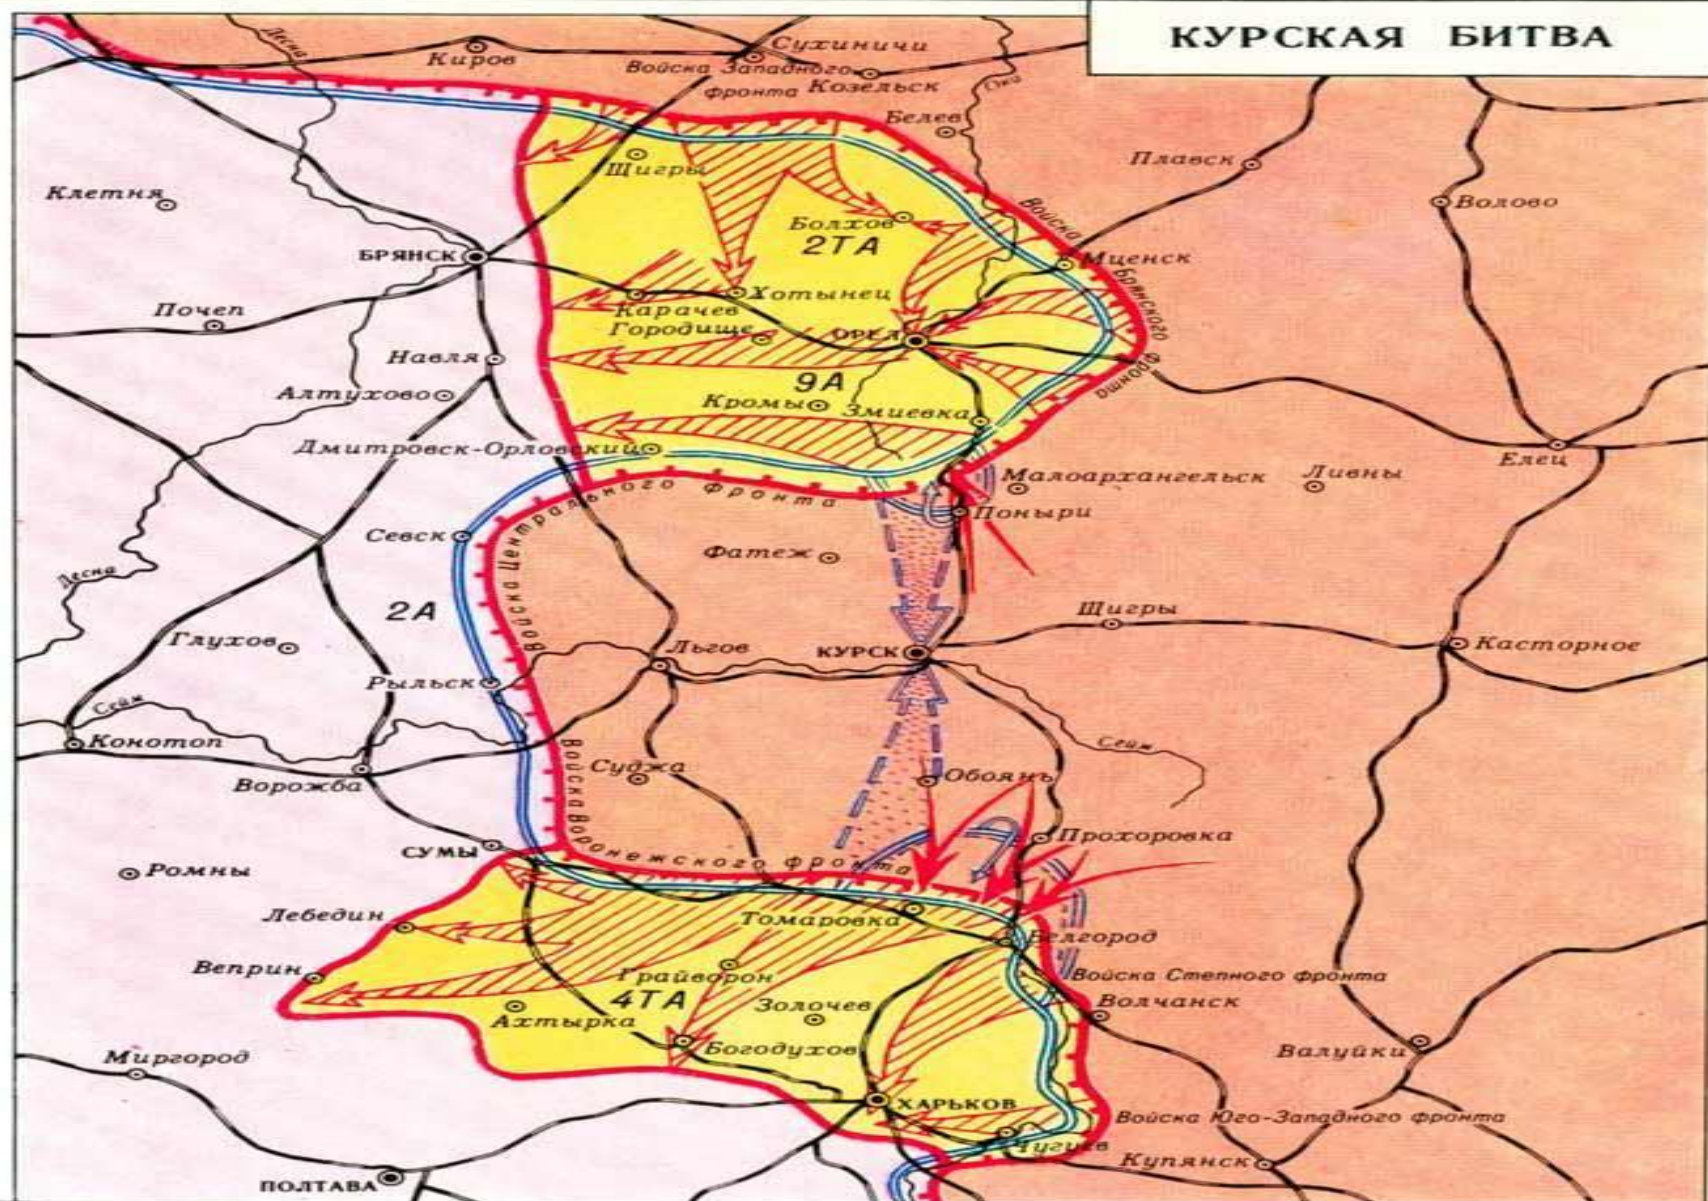 КУРСКАЯ БИТВА
Десна
Киров
Сухиничи
Войска Западного
фронта
Козельск
Ока
Белев
Плавск
Волово
Щигры
Клетня
Болхов
2ТА
Войска
Брянского
фронта
Мценск
БРЯНСК
Хотынец
Карачев
Городище
ОРЕЛ
Почеп
Навля
9А
Алтухово
Кромы
Змиевка
Дмитровск-Орловский
Елец
Малоархангельск
Ливны
Войска Центрального фронта
Поныри
Севск
Фатеж
Десна
2А
Щигры
Глухов
Льгов
КУРСК
Касторное
Рыльск
Сейм
Конотоп
Сейм
Ворожба
Суджа
Обоянь
Войска Воронежского фронта
Прохоровка
СУМЫ
Ромны
Лебедин
Томаровка
Белгород
Веприн
Грайворон
Войска Степного фронта
4ТА
Золочев
Волчанск
Ахтырка
Богодухов
Валуйки
Миргород
ХАРЬКОВ
Войска Юго-Западного фронта
Чугуев
Купянск
ПОЛТАВА